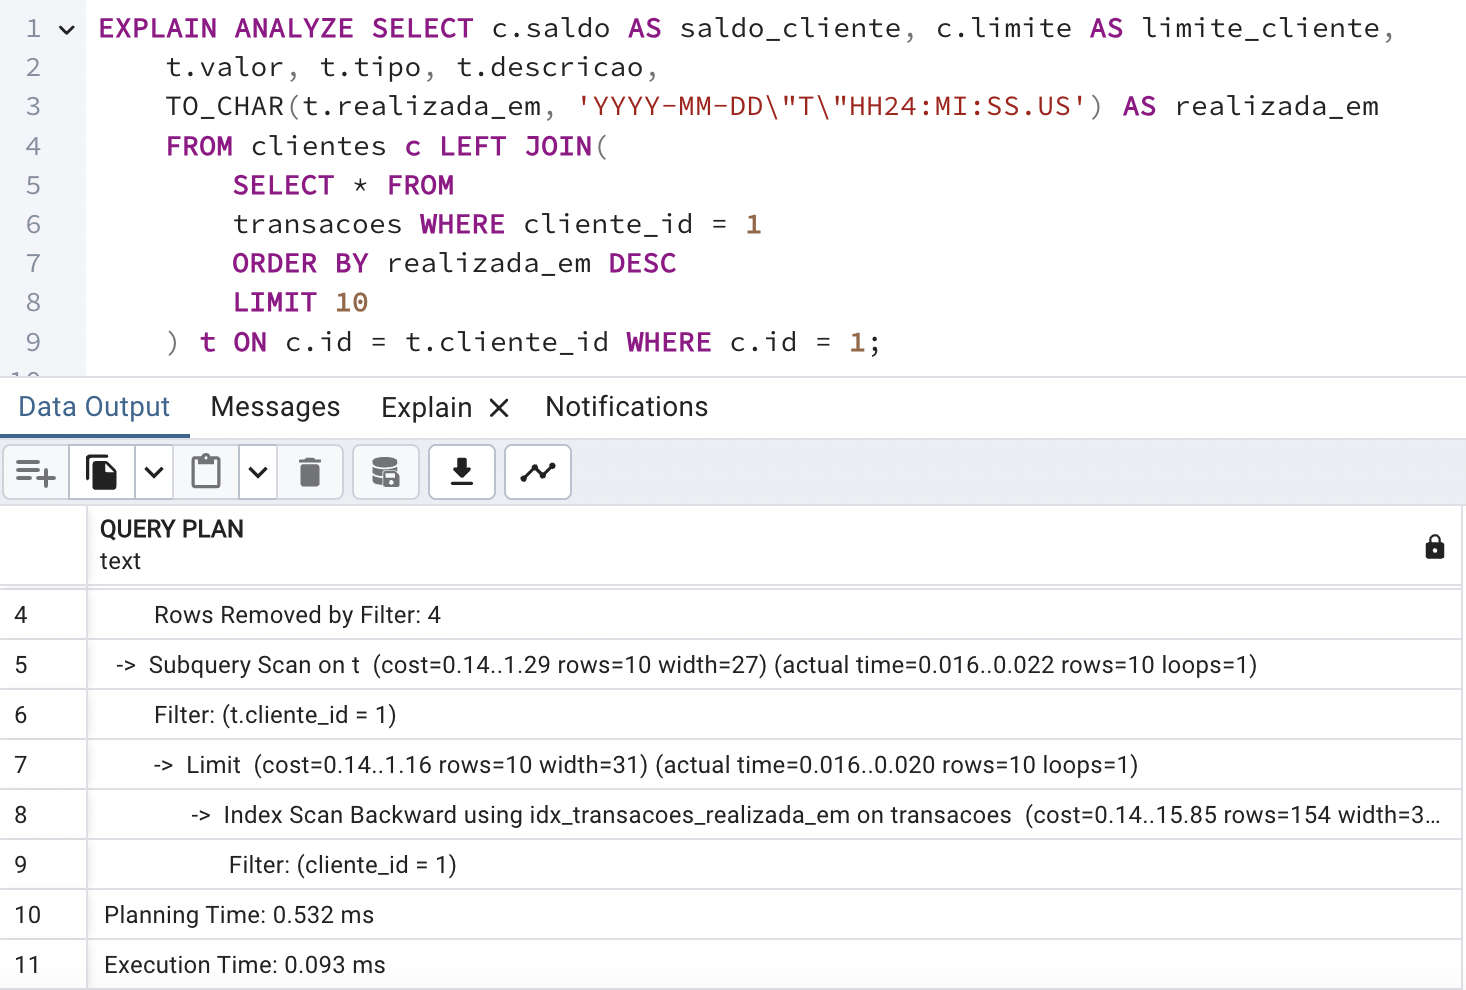 1 EXPLAIN ANALYZE SELECT c.saldo AS saldo_cliente, c.limite AS limite_cliente,
2 t.valor, t.tipo, t.descricao,
3 TO_CHAR(t.realizada_em, 'YYYY-MM-DD\"T\"HH24:MI:SS.US') AS realizada_em
4 FROM clientes c LEFT JOIN(
5 SELECT * FROM
6 transacoes WHERE cliente_id = 1
7 ORDER BY realizada_em DESC
8 LIMIT 10
9 ) t ON c.id = t.cliente_id WHERE c.id = 1;
10
Data Output Messages Explain Notifications
QUERY PLAN
text
4 Rows Removed by Filter: 4
5 -> Subquery Scan on t (cost=0.14..1.29 rows=10 width=27) (actual time=0.016..0.022 rows=10 loops=1)
6 Filter: (t.cliente_id = 1)
7 -> Limit (cost=0.14..1.16 rows=10 width=31) (actual time=0.016..0.020 rows=10 loops=1)
8 -> Index Scan Backward using idx_transacoes_realizada_em on transacoes (cost=0.14..15.85 rows=154 width=3…
9 Filter: (cliente_id = 1)
10 Planning Time: 0.532 ms
11 Execution Time: 0.093 ms